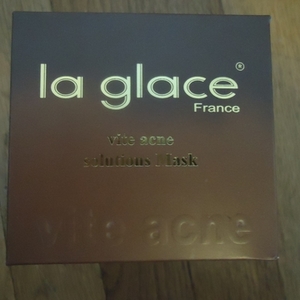 la glace®
France
vite acne
solutions Mask
vite acne